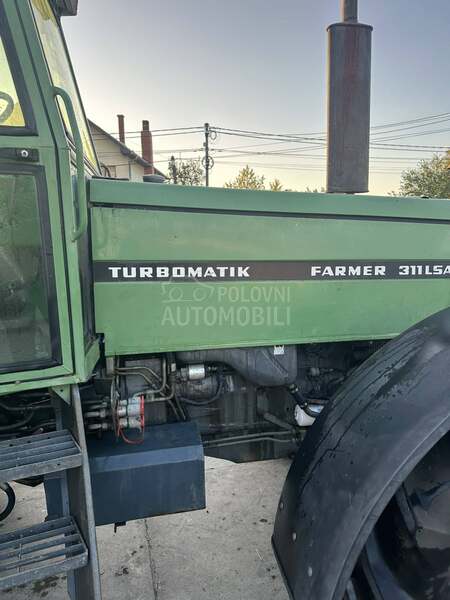 TURBOMATIK FARMER 311LSA
POLOVNI
AUTOMOBILI